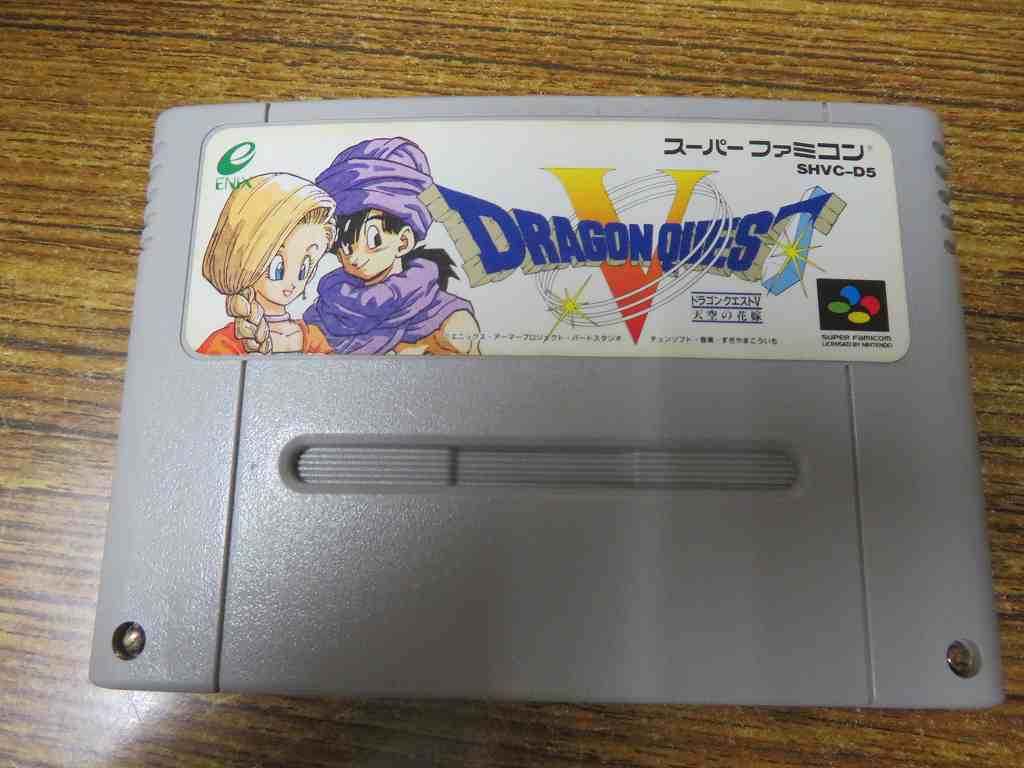 ENIX
スーパーファミコン®
SHVC-D5
DRAGON QUEST
V
ドラゴンクエストV
天空の花嫁
©エニックス・アーマープロジェクト・バードスタジオ チュンソフト・音楽・すぎやまこういち
SUPER FAMICOM
LICENSED BY NINTENDO